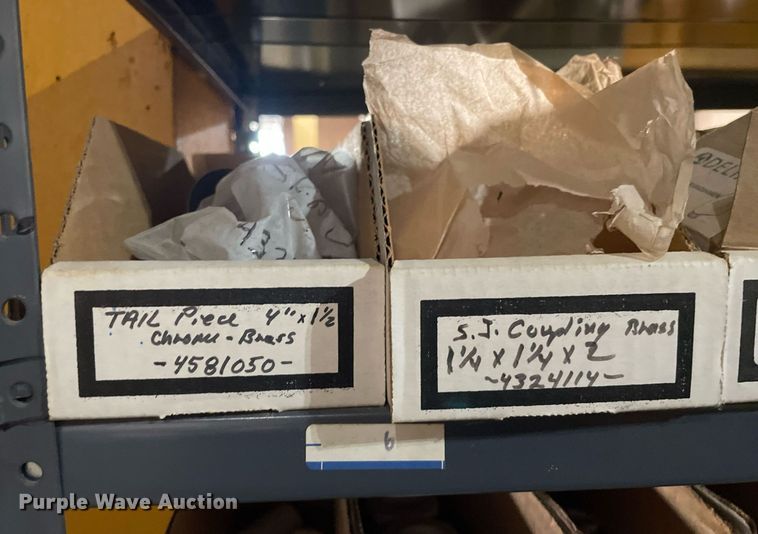 TAIL Piece 4" x 1½
Chrome - Brass
- 4581050 -
S.J. Coupling Brass
1¼ x 1¼ x 2
- 4324114 -
6
Purple Wave Auction